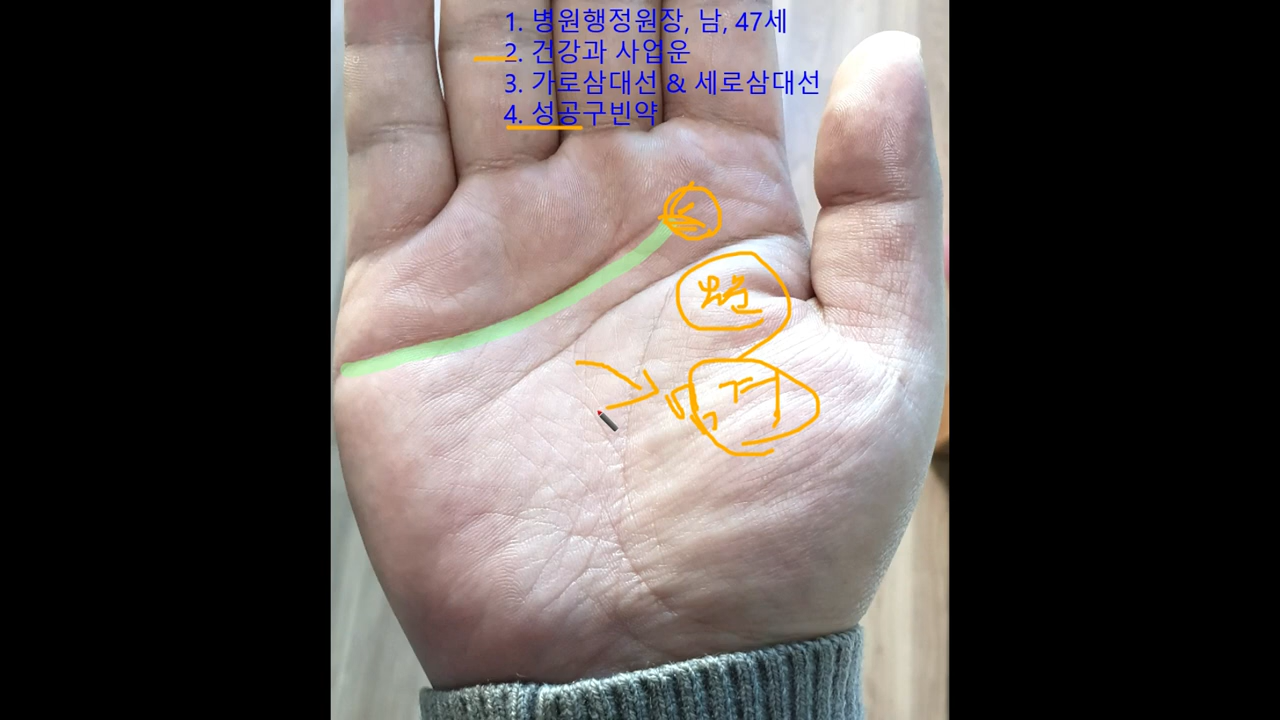 1. 병원행정원장, 남, 47세
2. 건강과 사업운
3. 가로삼대선 & 세로삼대선
4. 성공구빈약